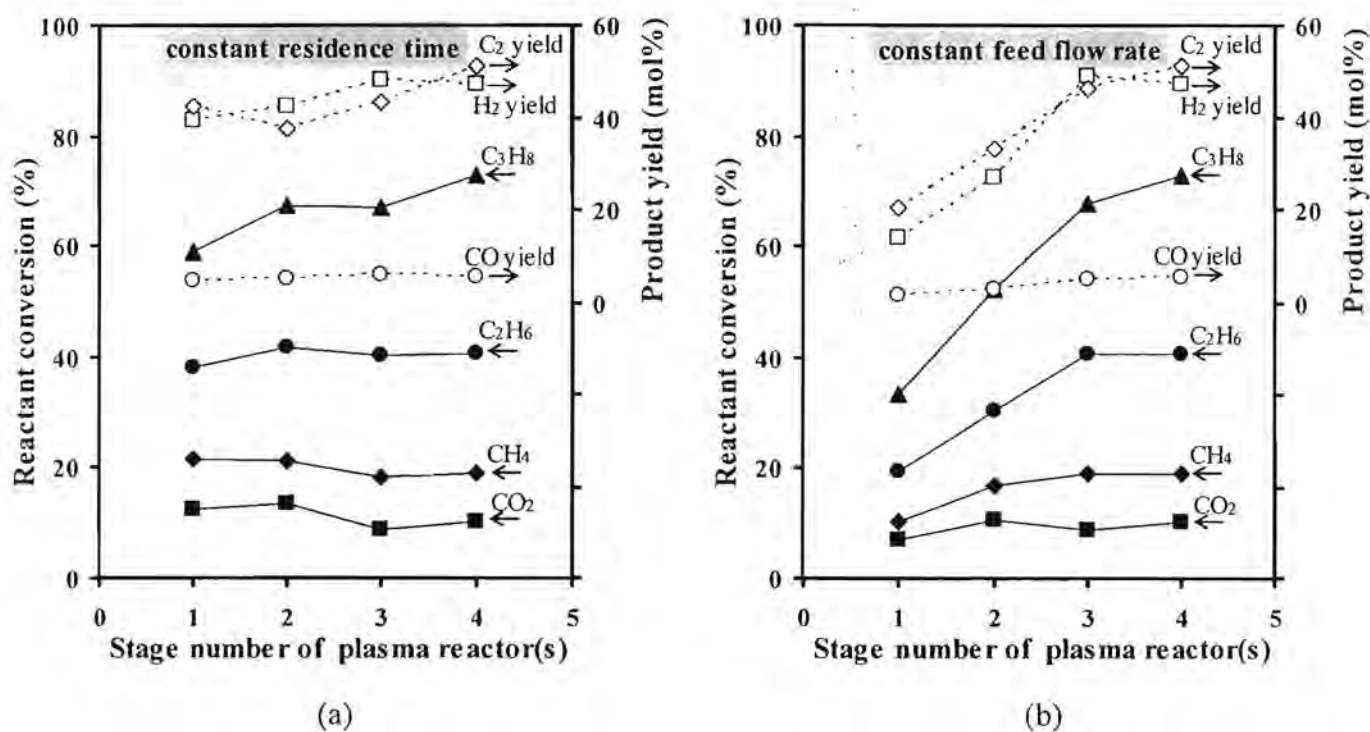 100
80
60
40
20
0
Reactant conversion (%)
constant residence time
C2 yield
H2 yield
C3H8
CO yield
C2H6
CH4
CO2
60
40
20
0
Product yield (mol%)
0 1 2 3 4 5
Stage number of plasma reactor(s)
(a)
100
80
60
40
20
0
Reactant conversion (%)
constant feed flow rate
C2 yield
H2 yield
C3H8
CO yield
C2H6
CH4
CO2
60
40
20
0
Product yield (mol%)
0 1 2 3 4 5
Stage number of plasma reactor(s)
(b)